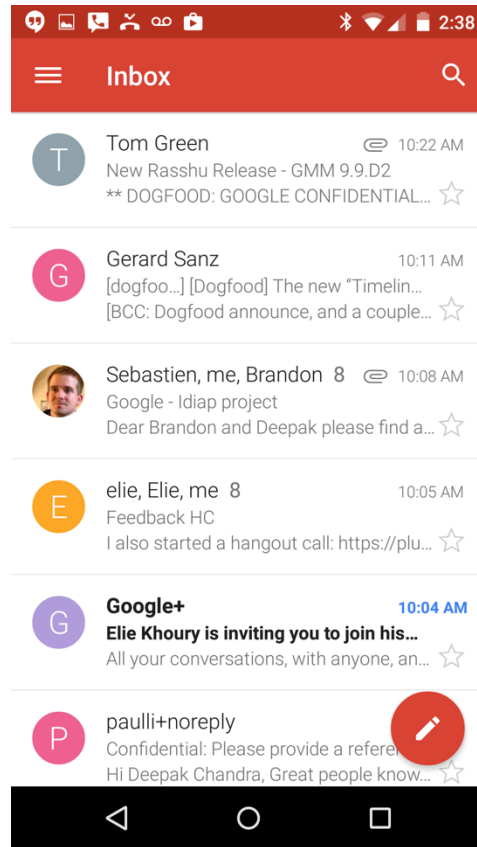 2:38
Inbox
T
Tom Green 10:22 AM
New Rasshu Release - GMM 9.9.D2
** DOGFOOD: GOOGLE CONFIDENTIAL...
G
Gerard Sanz 10:11 AM
[dogfoo...] [Dogfood] The new “Timelin...
[BCC: Dogfood announce, and a couple...
Sebastien, me, Brandon 8 10:08 AM
Google - Idiap project
Dear Brandon and Deepak please find a...
E
elie, Elie, me 8 10:05 AM
Feedback HC
I also started a hangout call: https://plu...
G
Google+ 10:04 AM
Elie Khoury is inviting you to join his...
All your conversations, with anyone, an...
P
paulli+noreply
Confidential: Please provide a
Hi Deepak Chandra, Great people know...